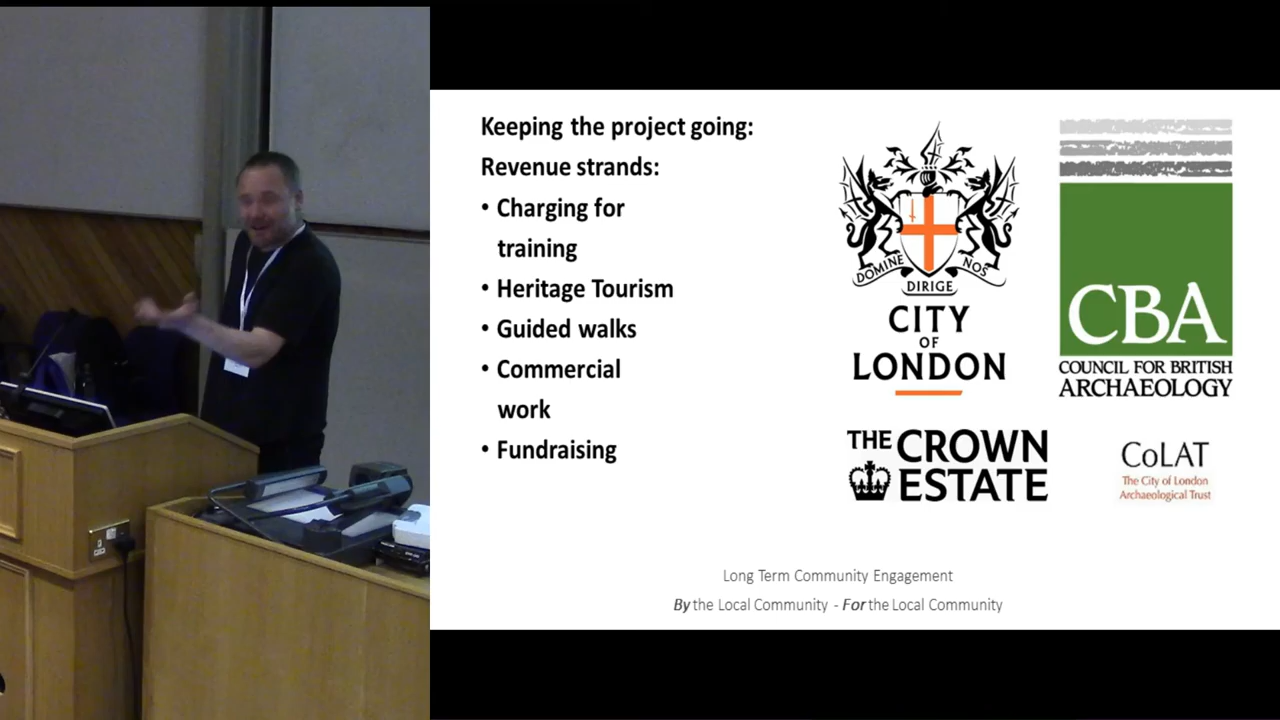 Keeping the project going:
Revenue strands:
• Charging for
training
• Heritage Tourism
• Guided walks
• Commercial
work
• Fundraising
DOMINE NOS
DIRIGE
CITY
OF
LONDON
CBA
COUNCIL FOR BRITISH
ARCHAEOLOGY
THE CROWN
ESTATE
CoLAT
The City of London
Archaeological Trust
Long Term Community Engagement
By the Local Community - For the Local Community